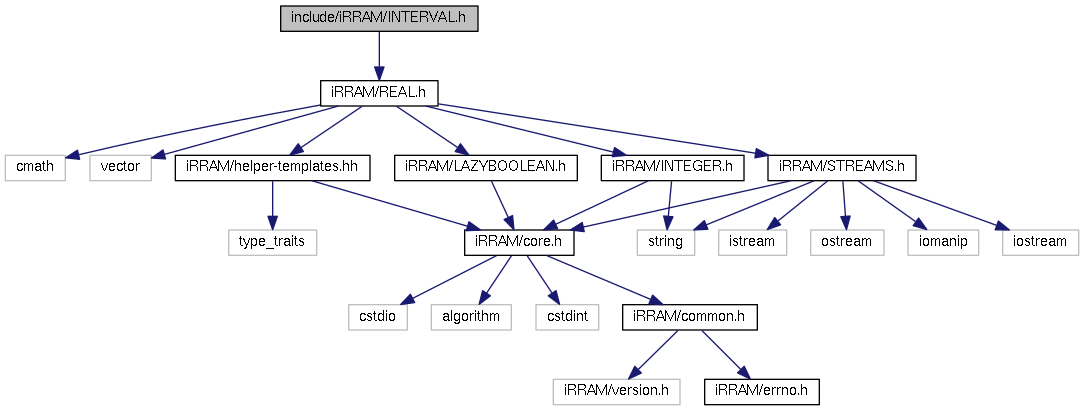 include/iRRAM/INTERVAL.h
iRRAM/REAL.h
cmath
vector
iRRAM/helper-templates.hh
iRRAM/LAZYBOOLEAN.h
iRRAM/INTEGER.h
iRRAM/STREAMS.h
type_traits
iRRAM/core.h
string
istream
ostream
iomanip
iostream
cstdio
algorithm
cstdint
iRRAM/common.h
iRRAM/version.h
iRRAM/errno.h